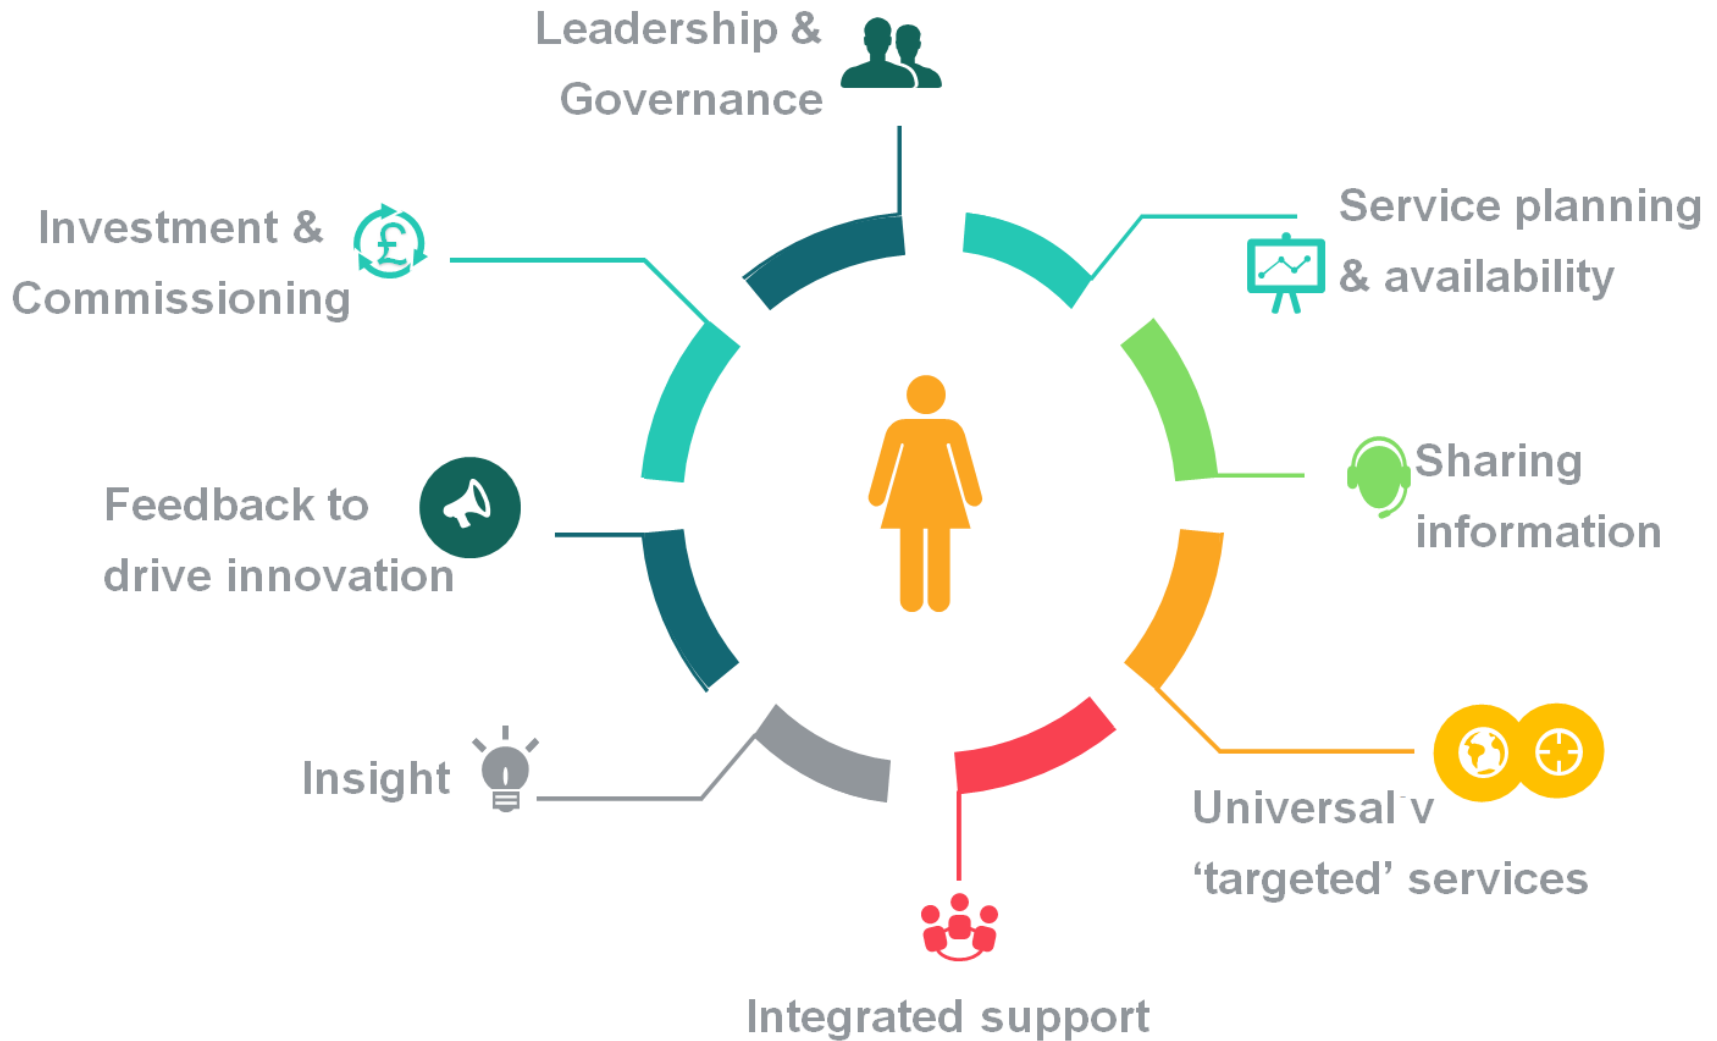 Leadership &
Governance
Service planning
& availability
Sharing
information
Universal v
‘targeted’ services
Integrated support
Insight
Feedback to
drive innovation
Investment &
Commissioning
£